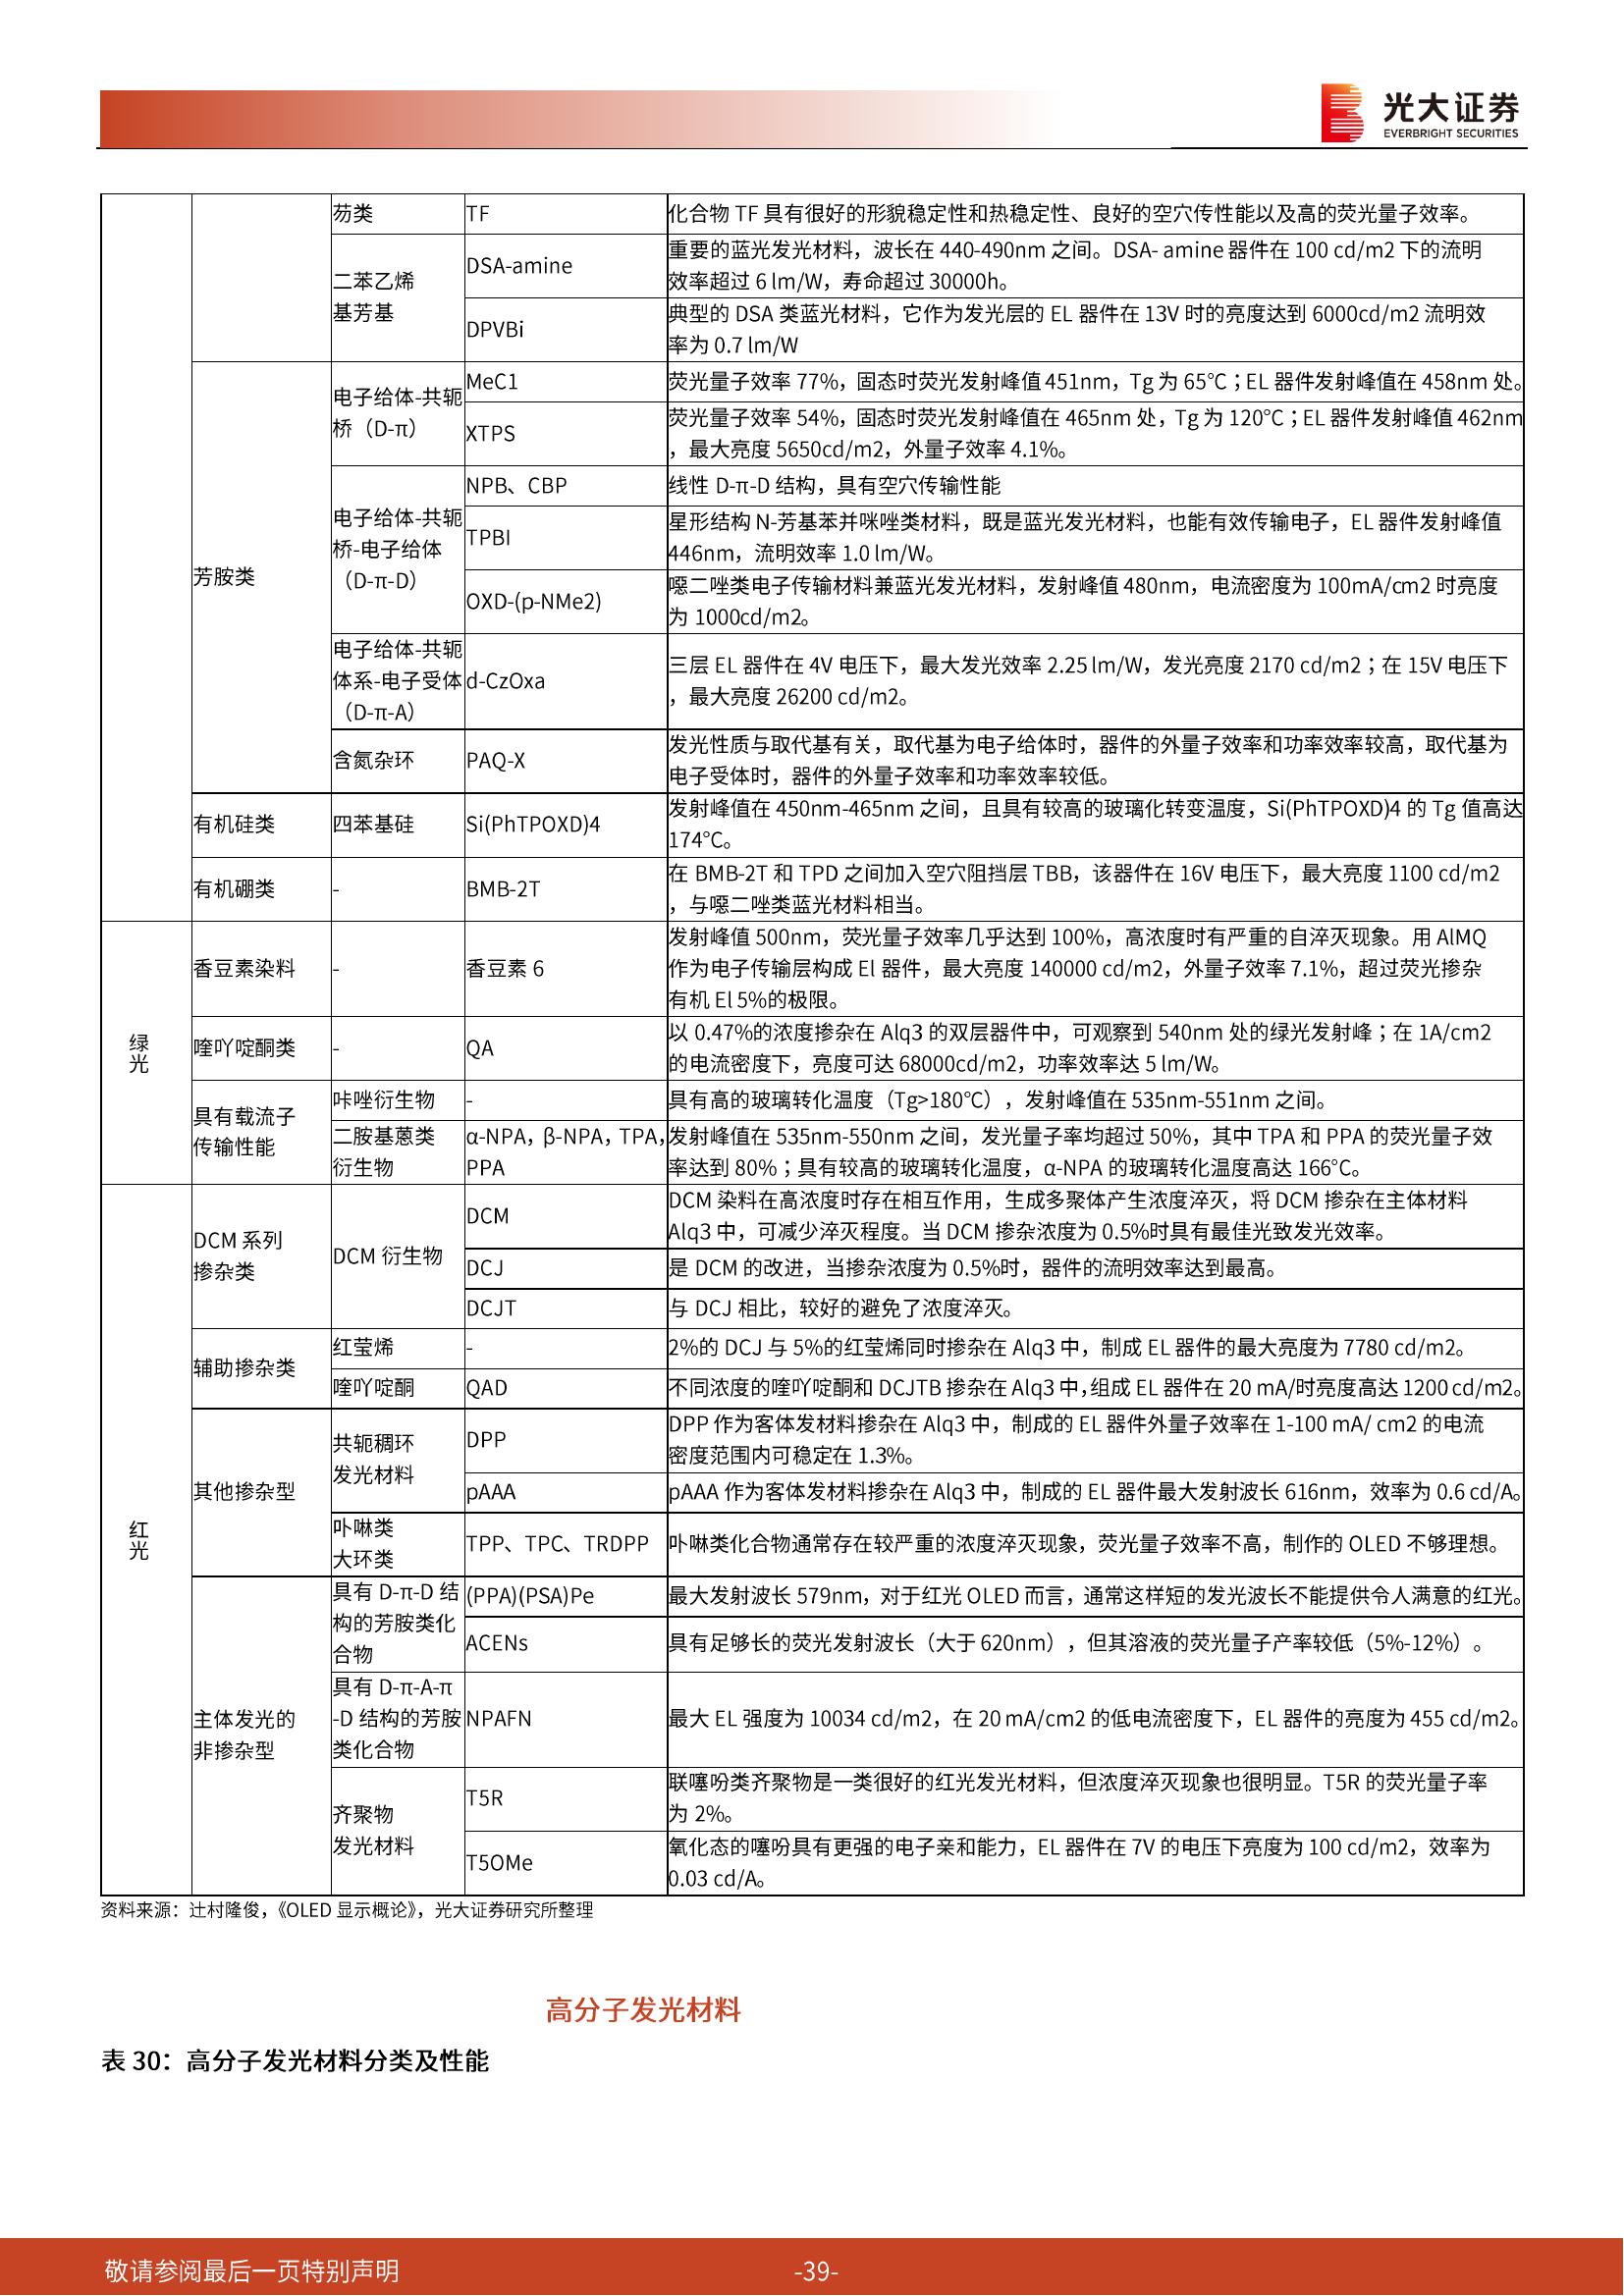 光大证券
EVERBRIGHT SECURITIES
芴类
TF
化合物 TF 具有很好的形貌稳定性和热稳定性、良好的空穴传性能以及高的荧光量子效率。
二苯乙烯
基芳基
DSA-amine
重要的蓝光发光材料，波长在 440-490nm 之间。DSA- amine 器件在 100 cd/m2 下的流明
效率超过 6 lm/W，寿命超过 30000h。
DPVBi
典型的 DSA 类蓝光材料，它作为发光层的 EL 器件在 13V 时的亮度达到 6000cd/m2 流明效
率为 0.7 lm/W
芳胺类
电子给体-共轭
桥（D-π）
MeC1
荧光量子效率 77%，固态时荧光发射峰值 451nm，Tg 为 65℃；EL 器件发射峰值在 458nm 处。
XTPS
荧光量子效率 54%，固态时荧光发射峰值在 465nm 处，Tg 为 120℃；EL 器件发射峰值 462nm
，最大亮度 5650cd/m2，外量子效率 4.1%。
电子给体-共轭
桥-电子给体
（D-π-D）
NPB、CBP
线性 D-π-D 结构，具有空穴传输性能
TPBI
星形结构 N-芳基苯并咪唑类材料，既是蓝光发光材料，也能有效传输电子，EL 器件发射峰值
446nm，流明效率 1.0 lm/W。
OXD-(p-NMe2)
噁二唑类电子传输材料兼蓝光发光材料，发射峰值 480nm，电流密度为 100mA/cm2 时亮度
为 1000cd/m2。
电子给体-共轭
体系-电子受体
（D-π-A）
d-CzOxa
三层 EL 器件在 4V 电压下，最大发光效率 2.25 lm/W，发光亮度 2170 cd/m2；在 15V 电压下
，最大亮度 26200 cd/m2。
含氮杂环
PAQ-X
发光性质与取代基有关，取代基为电子给体时，器件的外量子效率和功率效率较高，取代基为
电子受体时，器件的外量子效率和功率效率较低。
有机硅类
四苯基硅
Si(PhTPOXD)4
发射峰值在 450nm-465nm 之间，且具有较高的玻璃化转变温度，Si(PhTPOXD)4 的 Tg 值高达
174℃。
有机硼类
-
BMB-2T
在 BMB-2T 和 TPD 之间加入空穴阻挡层 TBB，该器件在 16V 电压下，最大亮度 1100 cd/m2
，与噁二唑类蓝光材料相当。
绿
光
香豆素染料
-
香豆素 6
发射峰值 500nm，荧光量子效率几乎达到 100%，高浓度时有严重的自淬灭现象。用 AlMQ
作为电子传输层构成 El 器件，最大亮度 140000 cd/m2，外量子效率 7.1%，超过荧光掺杂
有机 El 5%的极限。
喹吖啶酮类
-
QA
以 0.47%的浓度掺杂在 Alq3 的双层器件中，可观察到 540nm 处的绿光发射峰；在 1A/cm2
的电流密度下，亮度可达 68000cd/m2，功率效率达 5 lm/W。
具有载流子
传输性能
咔唑衍生物
-
具有高的玻璃转化温度（Tg>180℃），发射峰值在 535nm-551nm 之间。
二胺基蒽类
衍生物
α-NPA，β-NPA，TPA，
PPA
发射峰值在 535nm-550nm 之间，发光量子率均超过 50%，其中 TPA 和 PPA 的荧光量子效
率达到 80%；具有较高的玻璃转化温度，α-NPA 的玻璃转化温度高达 166℃。
红
光
DCM 系列
掺杂类
DCM 衍生物
DCM
DCM 染料在高浓度时存在相互作用，生成多聚体产生浓度淬灭，将 DCM 掺杂在主体材料
Alq3 中，可减少淬灭程度。当 DCM 掺杂浓度为 0.5%时具有最佳光致发光效率。
DCJ
是 DCM 的改进，当掺杂浓度为 0.5%时，器件的流明效率达到最高。
DCJT
与 DCJ 相比，较好的避免了浓度淬灭。
辅助掺杂类
红莹烯
-
2%的 DCJ 与 5%的红莹烯同时掺杂在 Alq3 中，制成 EL 器件的最大亮度为 7780 cd/m2。
喹吖啶酮
QAD
不同浓度的喹吖啶酮和 DCJTB 掺杂在 Alq3 中，组成 EL 器件在 20 mA/时亮度高达 1200 cd/m2。
其他掺杂型
共轭稠环
发光材料
DPP
DPP 作为客体发材料掺杂在 Alq3 中，制成的 EL 器件外量子效率在 1-100 mA/ cm2 的电流
密度范围内可稳定在 1.3%。
pAAA
pAAA 作为客体发材料掺杂在 Alq3 中，制成的 EL 器件最大发射波长 616nm，效率为 0.6 cd/A。
卟啉类
大环类
TPP、TPC、TRDPP
卟啉类化合物通常存在较严重的浓度淬灭现象，荧光量子效率不高，制作的 OLED 不够理想。
主体发光的
非掺杂型
具有 D-π-D 结
构的芳胺类化
合物
(PPA)(PSA)Pe
最大发射波长 579nm，对于红光 OLED 而言，通常这样短的发光波长不能提供令人满意的红光。
ACENs
具有足够长的荧光发射波长（大于 620nm），但其溶液的荧光量子产率较低（5%-12%）。
具有 D-π-A-π
-D 结构的芳胺
类化合物
NPAFN
最大 EL 强度为 10034 cd/m2，在 20 mA/cm2 的低电流密度下，EL 器件的亮度为 455 cd/m2。
齐聚物
发光材料
T5R
联噻吩类齐聚物是一类很好的红光发光材料，但浓度淬灭现象也很明显。T5R 的荧光量子率
为 2%。
T5OMe
氧化态的噻吩具有更强的电子亲和能力，EL 器件在 7V 的电压下亮度为 100 cd/m2，效率为
0.03 cd/A。
资料来源：辻村隆俊，《OLED 显示概论》，光大证券研究所整理
高分子发光材料
表 30：高分子发光材料分类及性能
敬请参阅最后一页特别声明
-39-